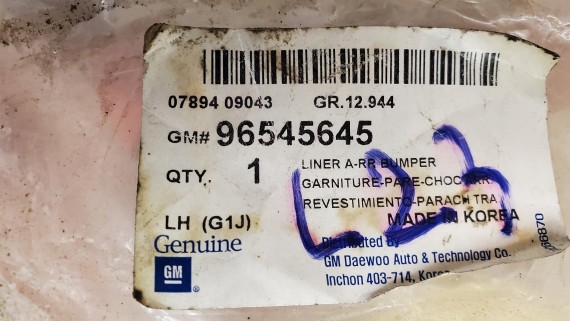 07894 09043 GR.12.944
GM# 96545645
QTY. 1
LINER A-RR BUMPER
GARNITURE-PARE-CHOC ARR.
REVESTIMIENTO-PARACH TRA
MADE IN KOREA
LH (G1J)
Genuine
GM
®
Distributed By
GM Daewoo Auto & Technology Co.
Inchon 403-714, Korea
L23